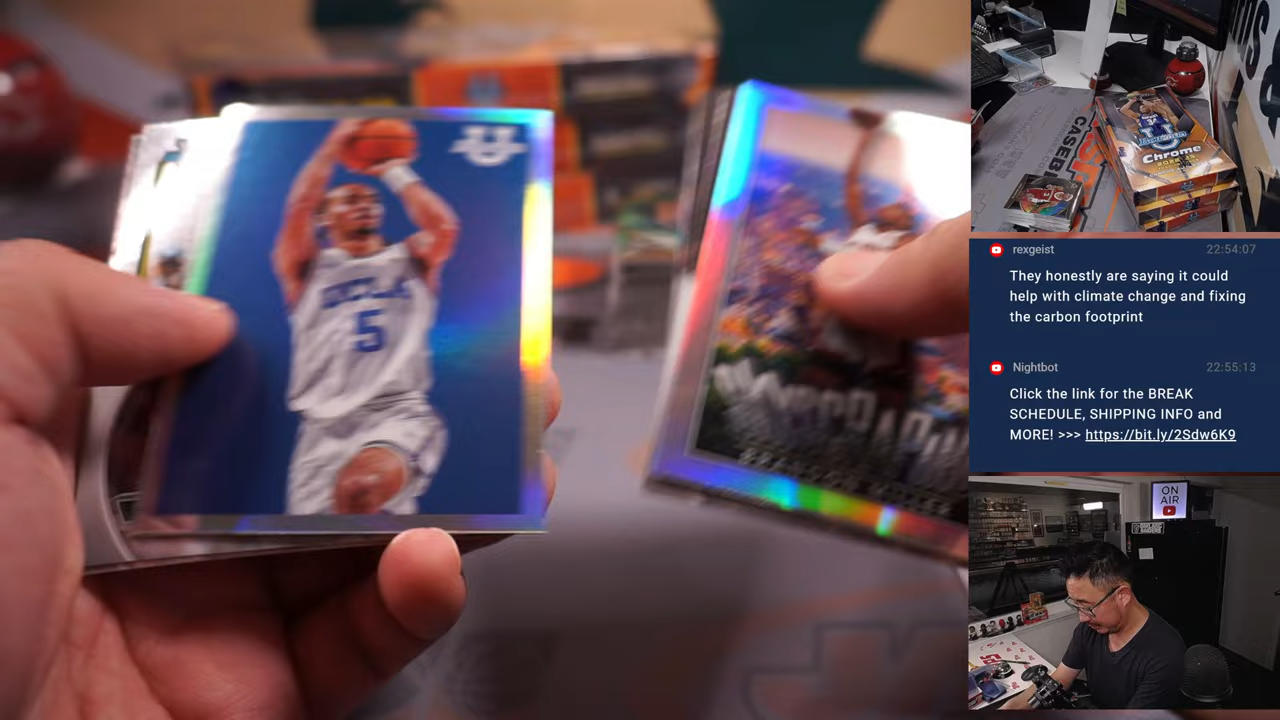 UCLA
5
Chrome
CASEB
rexgeist
22:54:07
They honestly are saying it could
help with climate change and fixing
the carbon footprint
Nightbot
22:55:13
Click the link for the BREAK
SCHEDULE, SHIPPING INFO and
MORE! >>> https://bit.ly/2Sdw6K9
ON
AIR